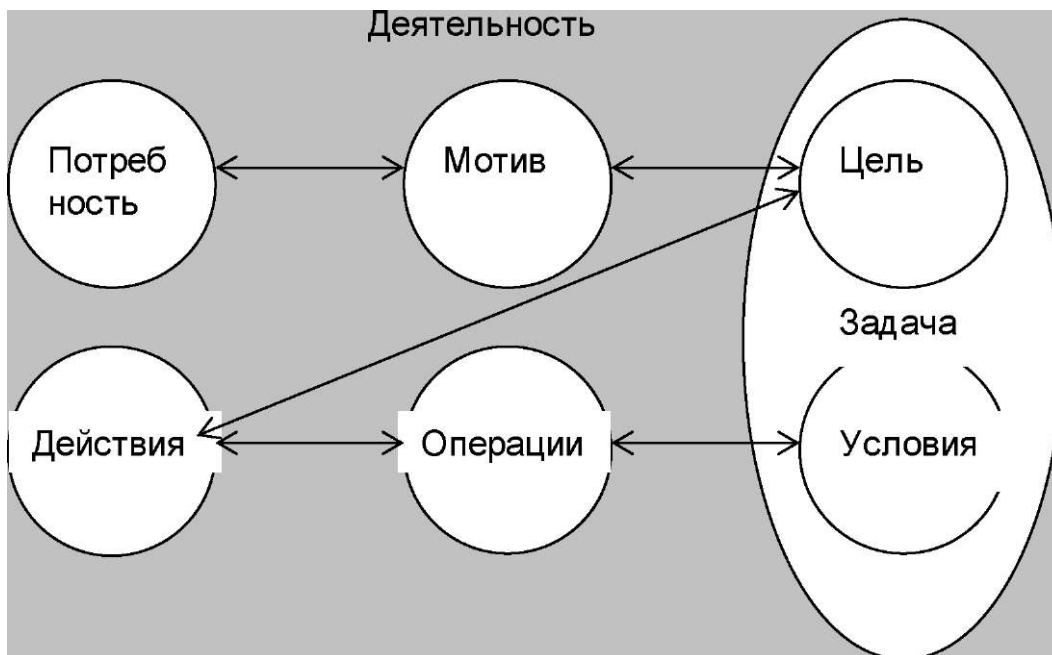 Деятельность
Потреб
ность
Мотив
Цель
Задача
Действия
Операции
Условия